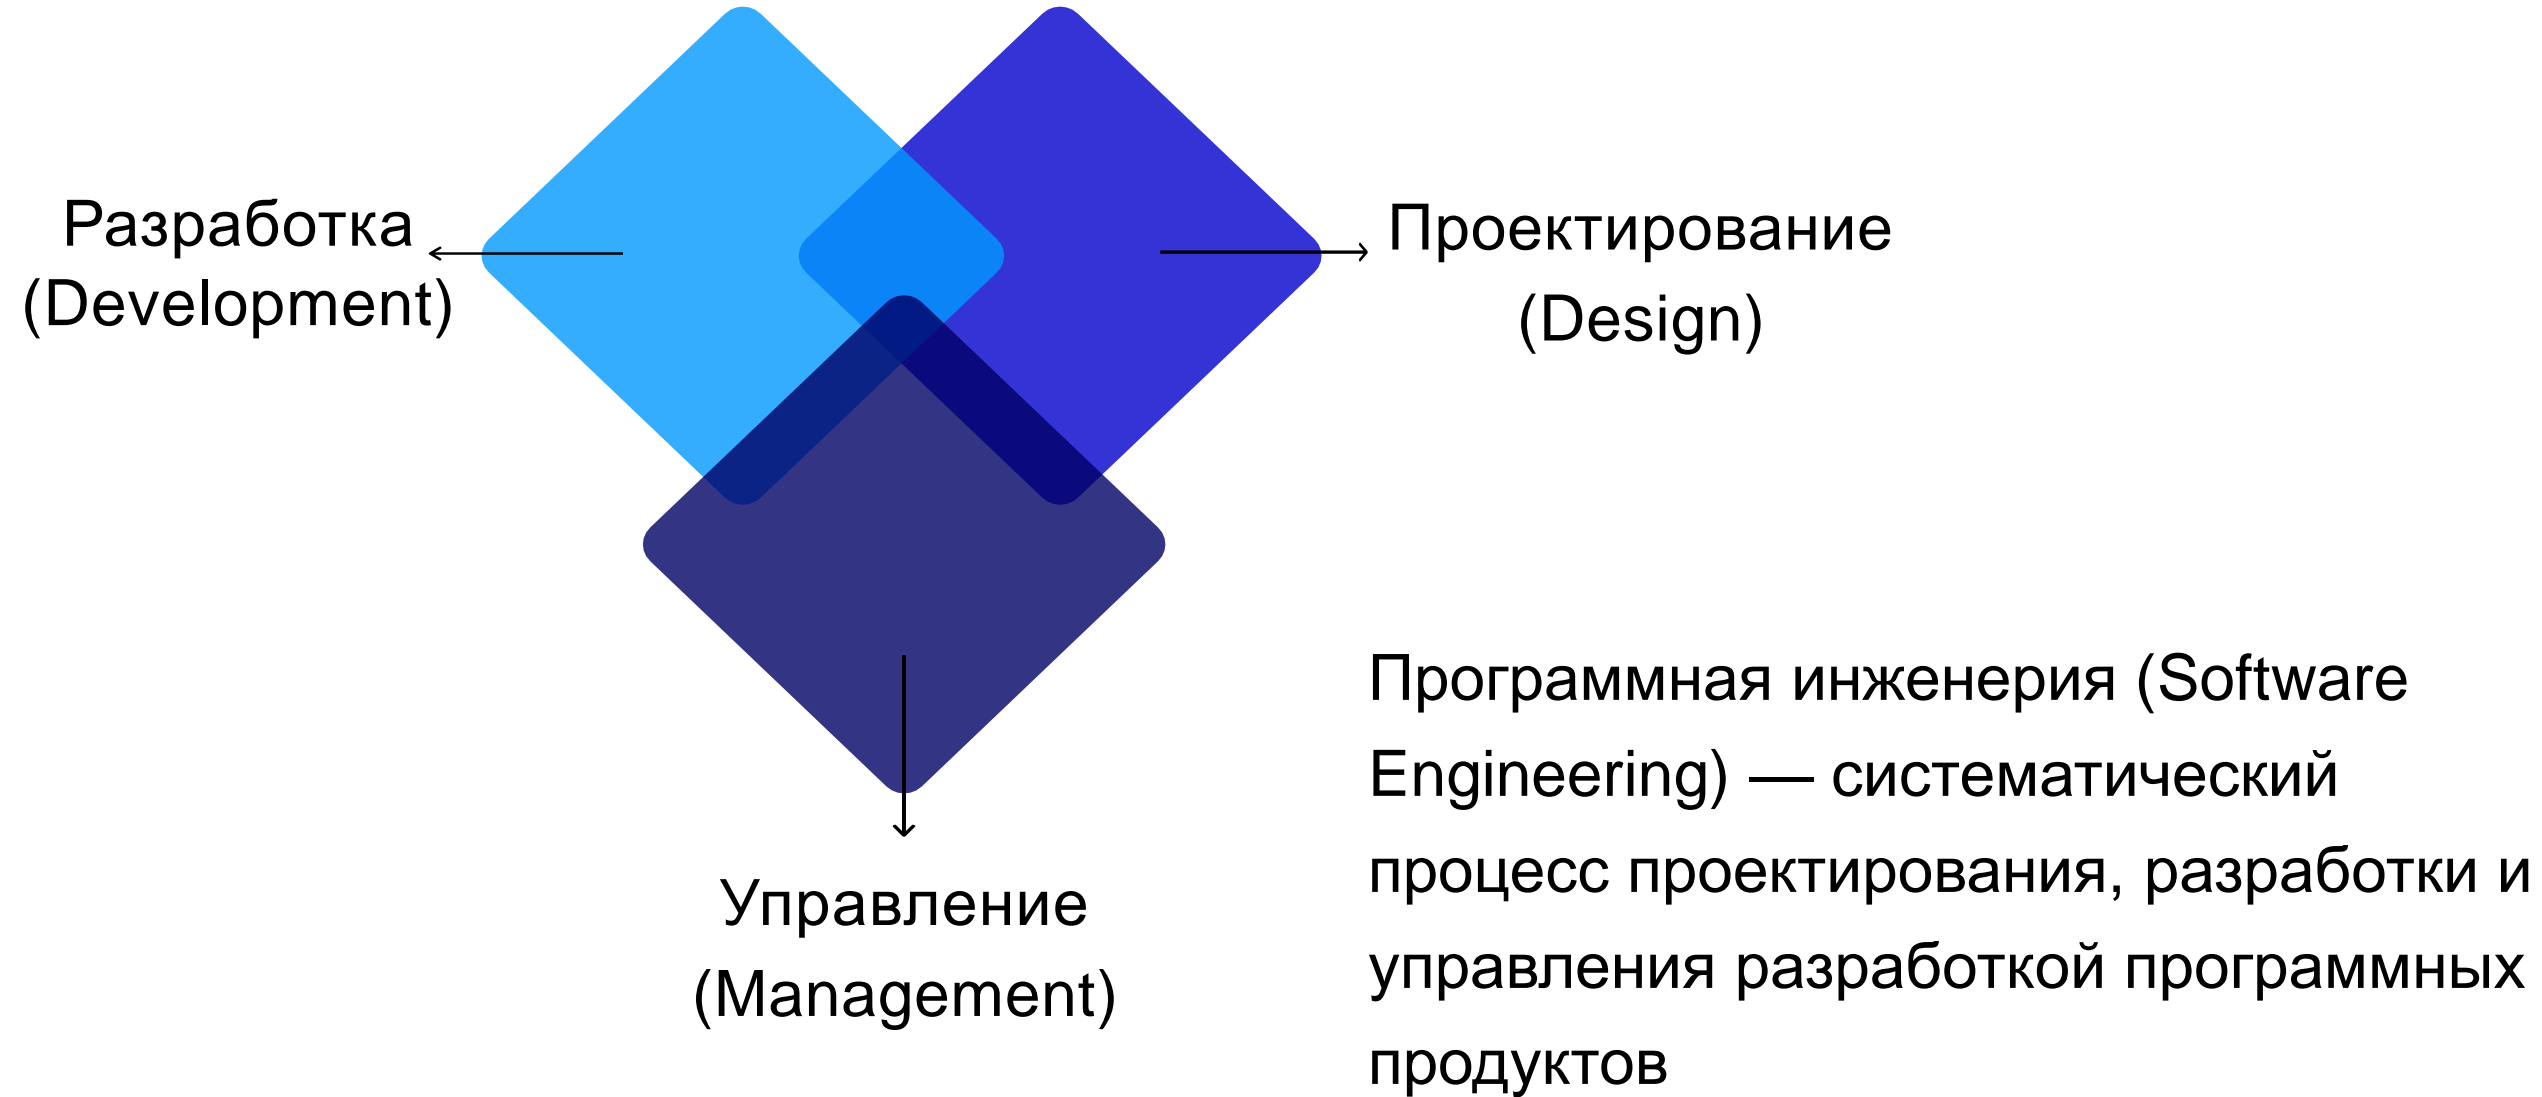 Разработка
(Development)
Проектирование
(Design)
Управление
(Management)
Программная инженерия (Software
Engineering) — систематический
процесс проектирования, разработки и
управления разработкой программных
продуктов